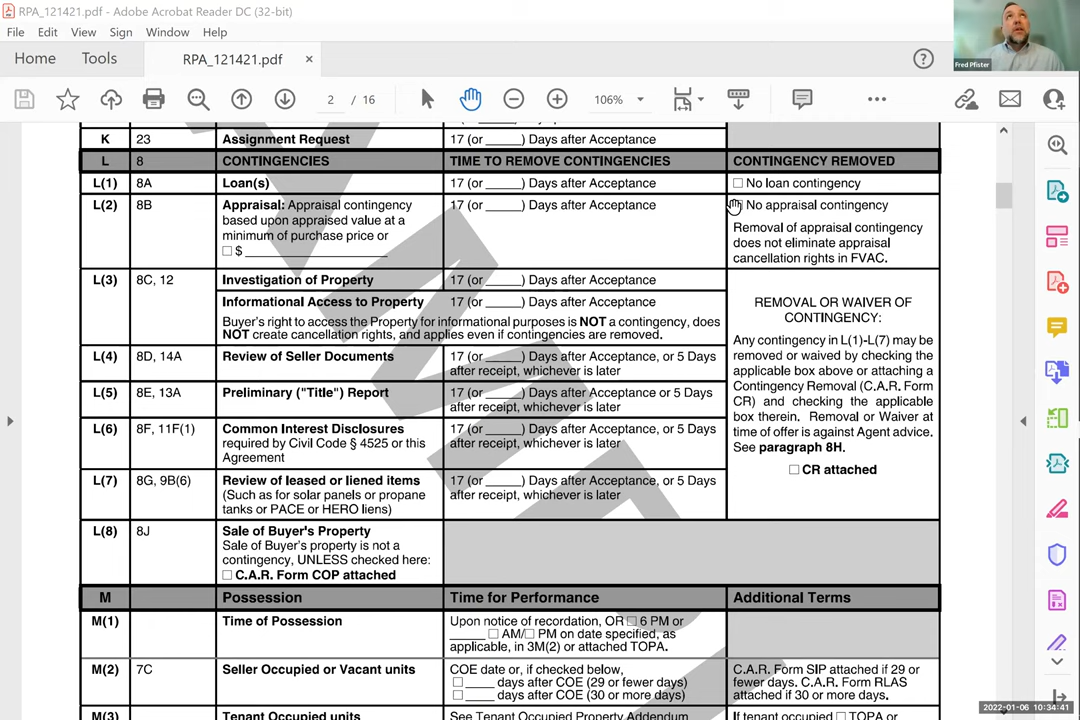 RPA_121421.pdf - Adobe Acrobat Reader DC (32-bit)
File Edit View Sign Window Help
Home Tools RPA_121421.pdf ×
2 / 16 106%
Fred Pfister
K 23 Assignment Request 17 (or _____) Days after Acceptance
L 8 CONTINGENCIES TIME TO REMOVE CONTINGENCIES CONTINGENCY REMOVED
L(1) 8A Loan(s) 17 (or _____) Days after Acceptance ☐ No loan contingency
L(2) 8B Appraisal: Appraisal contingency 17 (or _____) Days after Acceptance No appraisal contingency
based upon appraised value at a
minimum of purchase price or
☐ $ ____________________
Removal of appraisal contingency
does not eliminate appraisal
cancellation rights in FVAC.
L(3) 8C, 12 Investigation of Property 17 (or _____) Days after Acceptance
Informational Access to Property 17 (or _____) Days after Acceptance
Buyer's right to access the Property for informational purposes is NOT a contingency, does
NOT create cancellation rights, and applies even if contingencies are removed.
REMOVAL OR WAIVER OF
CONTINGENCY:
Any contingency in L(1)-L(7) may be
removed or waived by checking the
applicable box above or attaching a
Contingency Removal (C.A.R. Form
CR) and checking the applicable
box therein. Removal or Waiver at
time of offer is against Agent advice.
See paragraph 8H.
☐ CR attached
L(4) 8D, 14A Review of Seller Documents 17 (or _____) Days after Acceptance, or 5 Days
after receipt, whichever is later
L(5) 8E, 13A Preliminary ("Title") Report 17 (or _____) Days after Acceptance or 5 Days
after receipt, whichever is later
L(6) 8F, 11F(1) Common Interest Disclosures 17 (or _____) Days after Acceptance, or 5 Days
required by Civil Code § 4525 or this after receipt, whichever is later
Agreement
L(7) 8G, 9B(6) Review of leased or liened items 17 (or _____) Days after Acceptance, or 5 Days
(Such as for solar panels or propane after receipt, whichever is later
tanks or PACE or HERO liens)
L(8) 8J Sale of Buyer's Property
Sale of Buyer's property is not a
contingency, UNLESS checked here:
☐ C.A.R. Form COP attached
M Possession Time for Performance Additional Terms
M(1) Time of Possession Upon notice of recordation, OR ☐ 6 PM or
_____ ☐ AM/☐ PM on date specified, as
applicable, in 3M(2) or attached TOPA.
M(2) 7C Seller Occupied or Vacant units COE date or, if checked below,
☐ ____ days after COE (29 or fewer days)
☐ ____ days after COE (30 or more days)
C.A.R. Form SIP attached if 29 or
fewer days. C.A.R. Form RLAS
attached if 30 or more days.
M(3) Tenant Occupied units See Tenant Occupied Property Addendum If tenant occupied ☐ TOPA or
2022-01-06 10:34:41